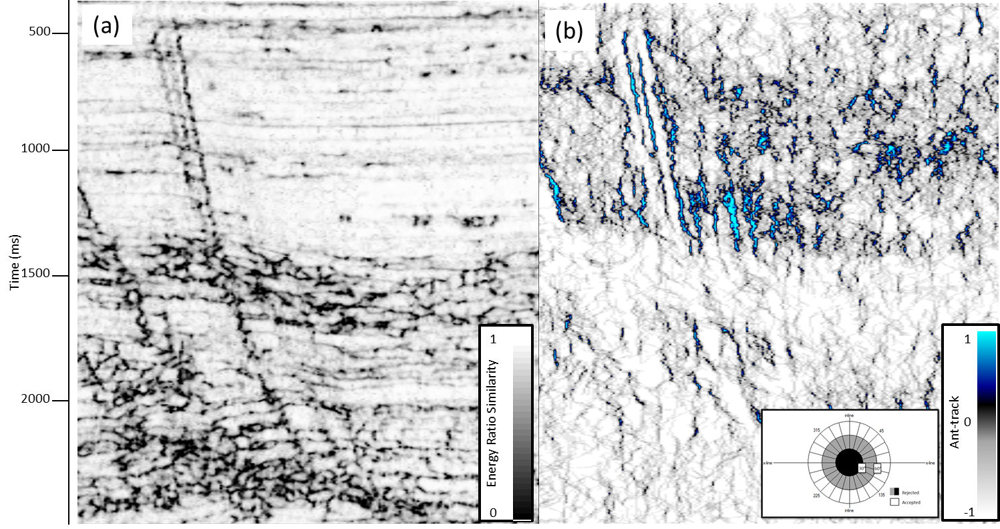 (a)
(b)
500
1000
1500
2000
Time (ms)
1
Energy Ratio Similarity
0
1
0
-1
Ant-track
inline
315
45
x-line
x-line
30°
60°
225
135
inline
Rejected
Accepted